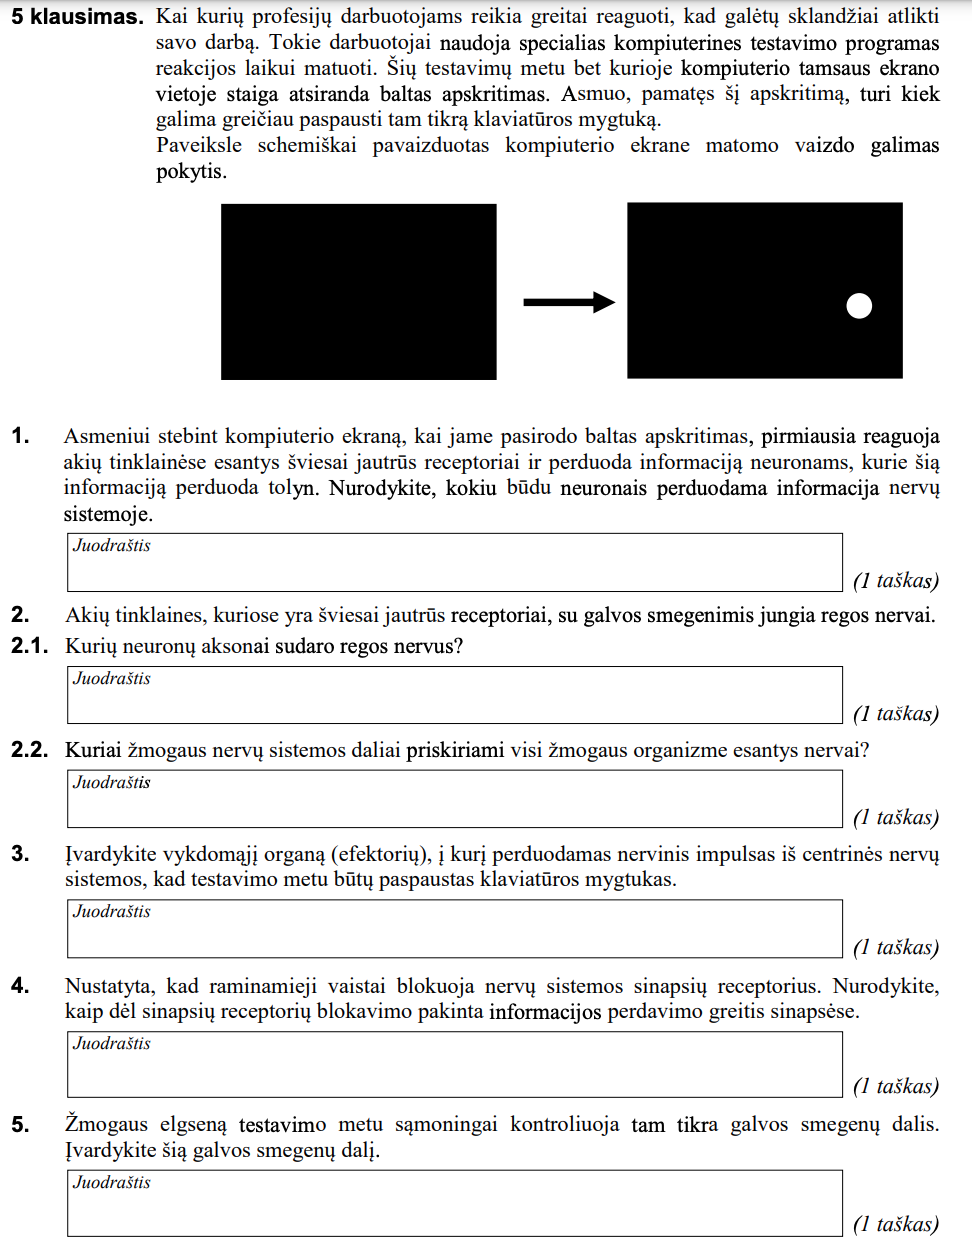 5 klausimas. Kai kurių profesijų darbuotojams reikia greitai reaguoti, kad galėtų sklandžiai atlikti
savo darbą. Tokie darbuotojai naudoja specialias kompiuterines testavimo programas
reakcijos laikui matuoti. Šių testavimų metu bet kurioje kompiuterio tamsaus ekrano
vietoje staiga atsiranda baltas apskritimas. Asmuo, pamatęs šį apskritimą, turi kiek
galima greičiau paspausti tam tikrą klaviatūros mygtuką.
Paveiksle schemiškai pavaizduotas kompiuterio ekrane matomo vaizdo galimas
pokytis.
1. Asmeniui stebint kompiuterio ekraną, kai jame pasirodo baltas apskritimas, pirmiausia reaguoja
akių tinklainėse esantys šviesai jautrūs receptoriai ir perduoda informaciją neuronams, kurie šią
informaciją perduoda tolyn. Nurodykite, kokiu būdu neuronais perduodama informacija nervų
sistemoje.
Juodraštis
(1 taškas)
2. Akių tinklaines, kuriose yra šviesai jautrūs receptoriai, su galvos smegenimis jungia regos nervai.
2.1. Kurių neuronų aksonai sudaro regos nervus?
Juodraštis
(1 taškas)
2.2. Kuriai žmogaus nervų sistemos daliai priskiriami visi žmogaus organizme esantys nervai?
Juodraštis
(1 taškas)
3. Įvardykite vykdomąjį organą (efektorių), į kurį perduodamas nervinis impulsas iš centrinės nervų
sistemos, kad testavimo metu būtų paspaustas klaviatūros mygtukas.
Juodraštis
(1 taškas)
4. Nustatyta, kad raminamieji vaistai blokuoja nervų sistemos sinapsių receptorius. Nurodykite,
kaip dėl sinapsių receptorių blokavimo pakinta informacijos perdavimo greitis sinapsėse.
Juodraštis
(1 taškas)
5. Žmogaus elgseną testavimo metu sąmoningai kontroliuoja tam tikra galvos smegenų dalis.
Įvardykite šią galvos smegenų dalį.
Juodraštis
(1 taškas)